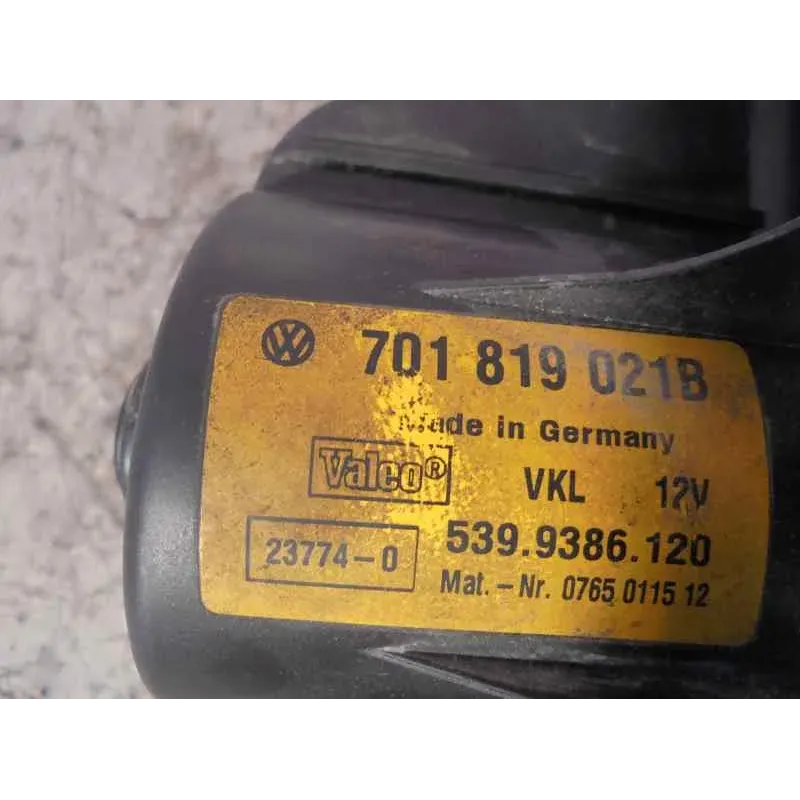 VW 701 819 021B
Made in Germany
Valeo® VKL 12V
23774-0 539.9386.120
Mat.-Nr. 0765 0115 12